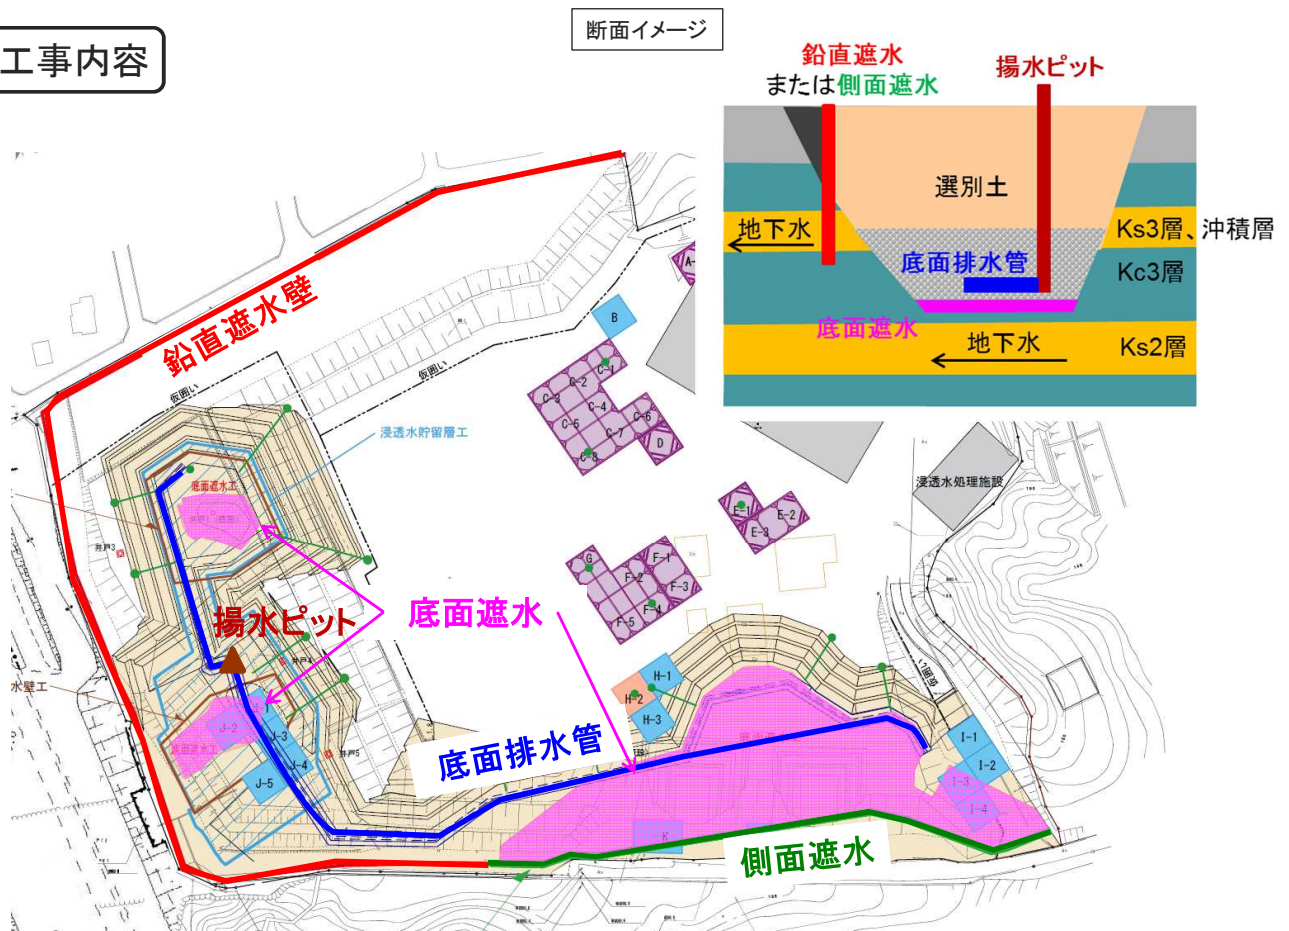 工事内容
断面イメージ
鉛直遮水
または側面遮水
揚水ピット
選別土
地下水
Ks3層、沖積層
底面排水管
Kc3層
底面遮水
地下水
Ks2層
鉛直遮水壁
仮囲い
仮囲い
浸透水貯留層工
A-
B
C-1
C-2
C-3
C-4
C-5
C-6
C-7
C-8
D
浸透水処理施設
E-1
E-2
E-3
底面遮水工
井戸3
G
F-1
F-2
F-3
F-4
F-5
揚水ピット
底面遮水
井戸4
仮囲い
水壁工
H-1
H-2
H-3
J-2
J-3
J-4
J-5
井戸5
底面遮水工
底面排水管
I-1
I-2
I-3
I-4
K
側面遮水